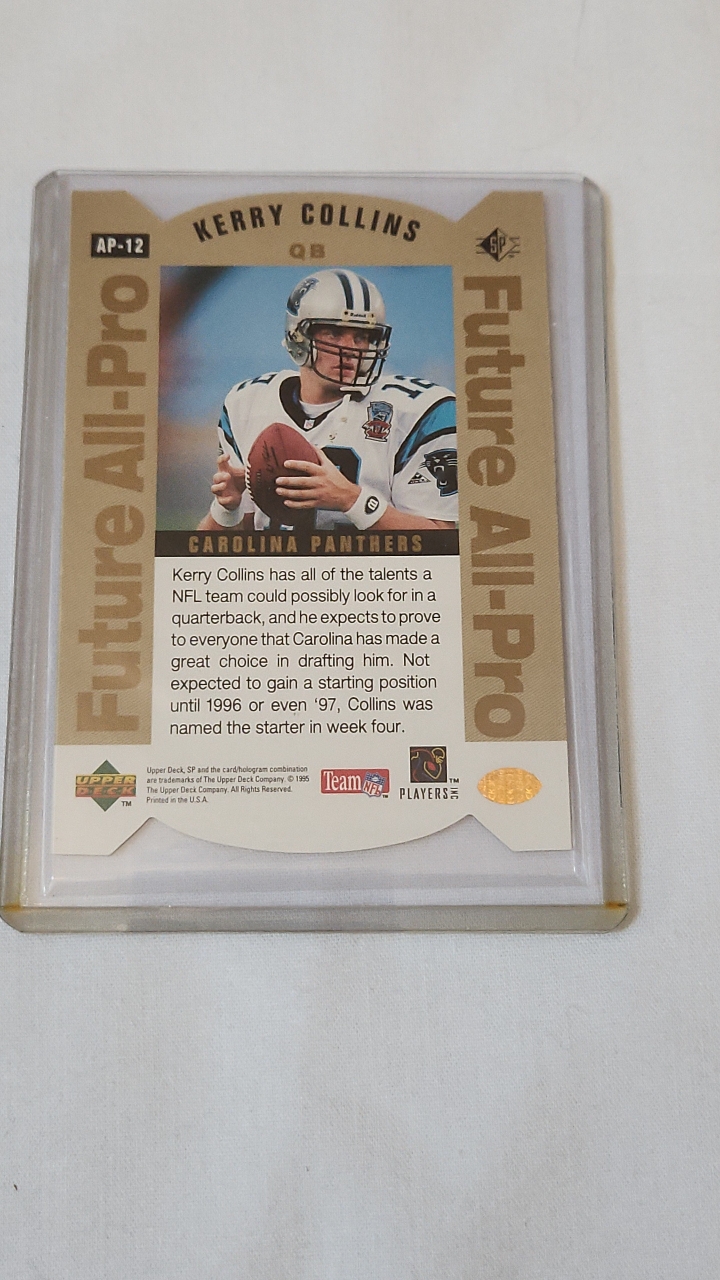 KERRY COLLINS
AP-12
QB
SP
Future All-Pro
Future All-Pro
12
CAROLINA PANTHERS
Kerry Collins has all of the talents a
NFL team could possibly look for in a
quarterback, and he expects to prove
to everyone that Carolina has made a
great choice in drafting him. Not
expected to gain a starting position
until 1996 or even '97, Collins was
named the starter in week four.
UPPER DECK ™
Upper Deck, SP and the card/hologram combination
are trademarks of The Upper Deck Company. © 1995
The Upper Deck Company. All Rights Reserved.
Printed in the U.S.A.
Team NFL ™
PLAYERS INC ™